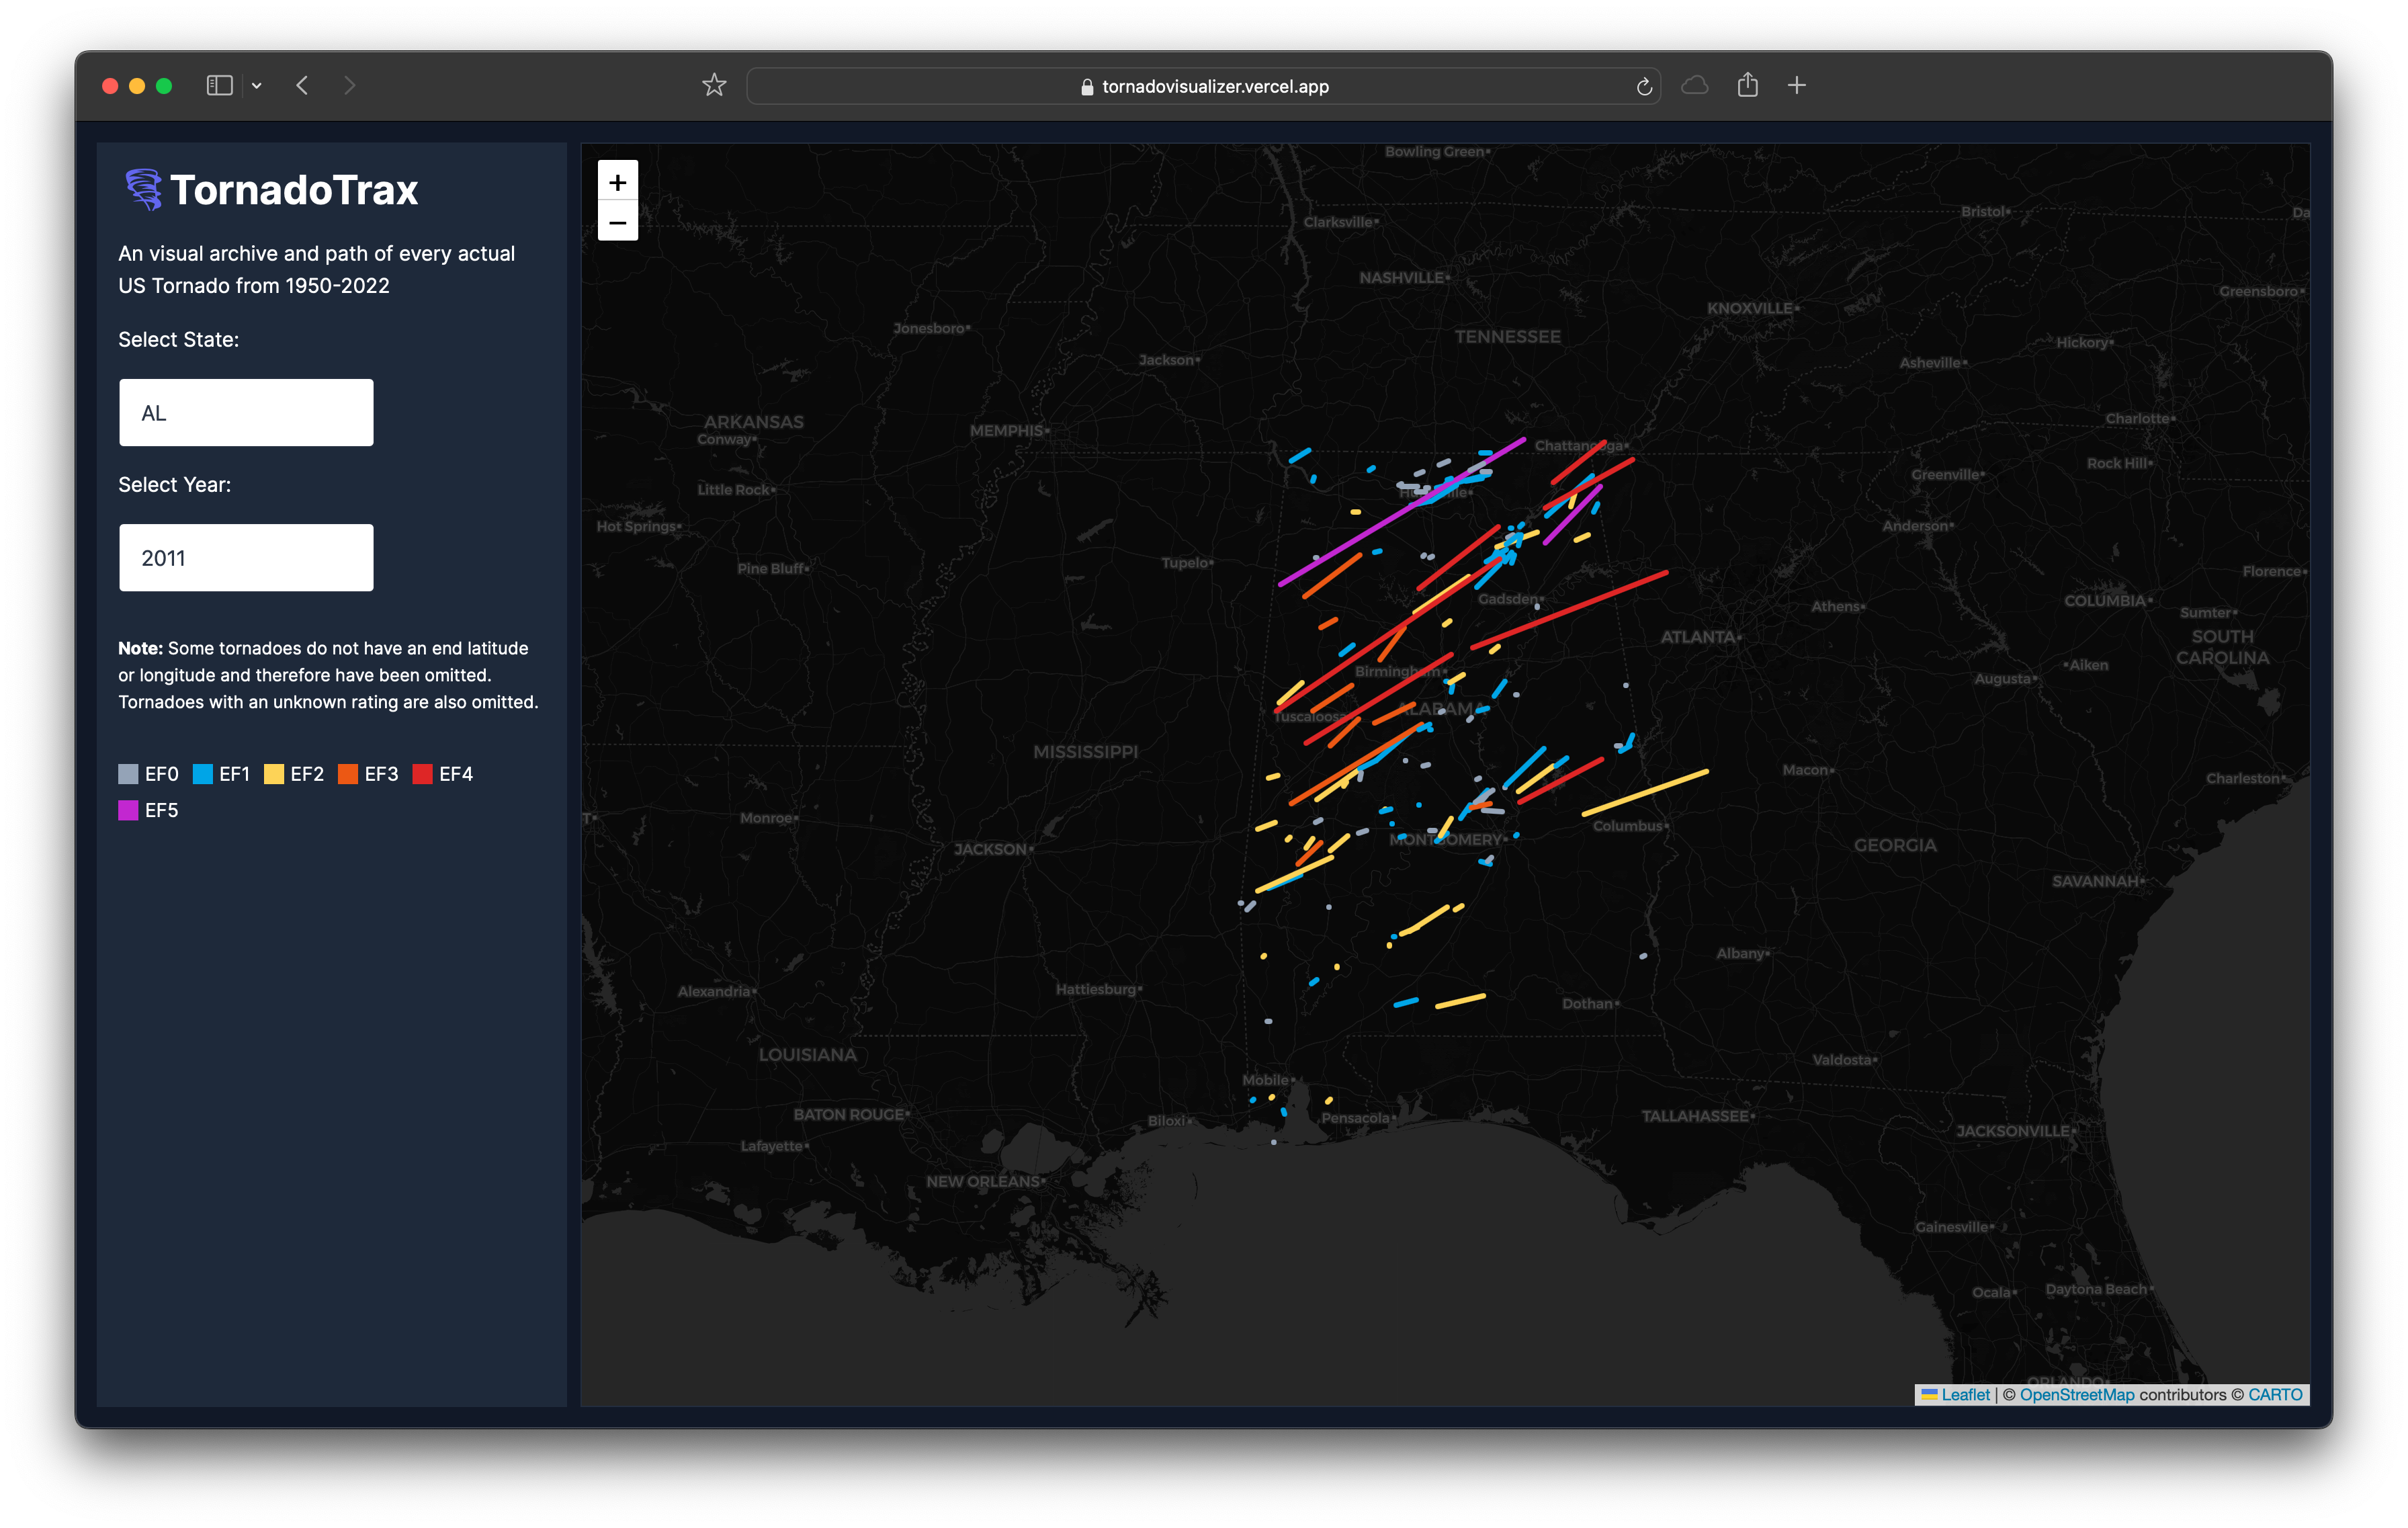 tornadovisualizer.vercel.app
TornadoTrax
An visual archive and path of every actual
US Tornado from 1950-2022
Select State:
AL
Select Year:
2011
Note: Some tornadoes do not have an end latitude
or longitude and therefore have been omitted.
Tornadoes with an unknown rating are also omitted.
EF0 EF1 EF2 EF3 EF4
EF5
+
−
Bowling Green
Clarksville
Bristol
NASHVILLE
Greensboro
KNOXVILLE
Jonesboro
TENNESSEE
Hickory
Jackson
Asheville
ARKANSAS
Charlotte
MEMPHIS
Conway
Chattanooga
Rock Hill
Greenville
Little Rock
Hot Springs
Anderson
Tupelo
Pine Bluff
Florence
Gadsden
COLUMBIA
Athens
Sumter
ATLANTA
SOUTH
CAROLINA
Aiken
Birmingham
Augusta
ALABAMA
Tuscaloosa
MISSISSIPPI
Macon
Charleston
Monroe
Columbus
MONTGOMERY
GEORGIA
JACKSON
SAVANNAH
Albany
Hattiesburg
Alexandria
Dothan
LOUISIANA
Valdosta
Mobile
BATON ROUGE
TALLAHASSEE
Pensacola
Biloxi
JACKSONVILLE
Lafayette
NEW ORLEANS
Gainesville
Daytona Beach
Ocala
ORLANDO
Leaflet | © OpenStreetMap contributors © CARTO